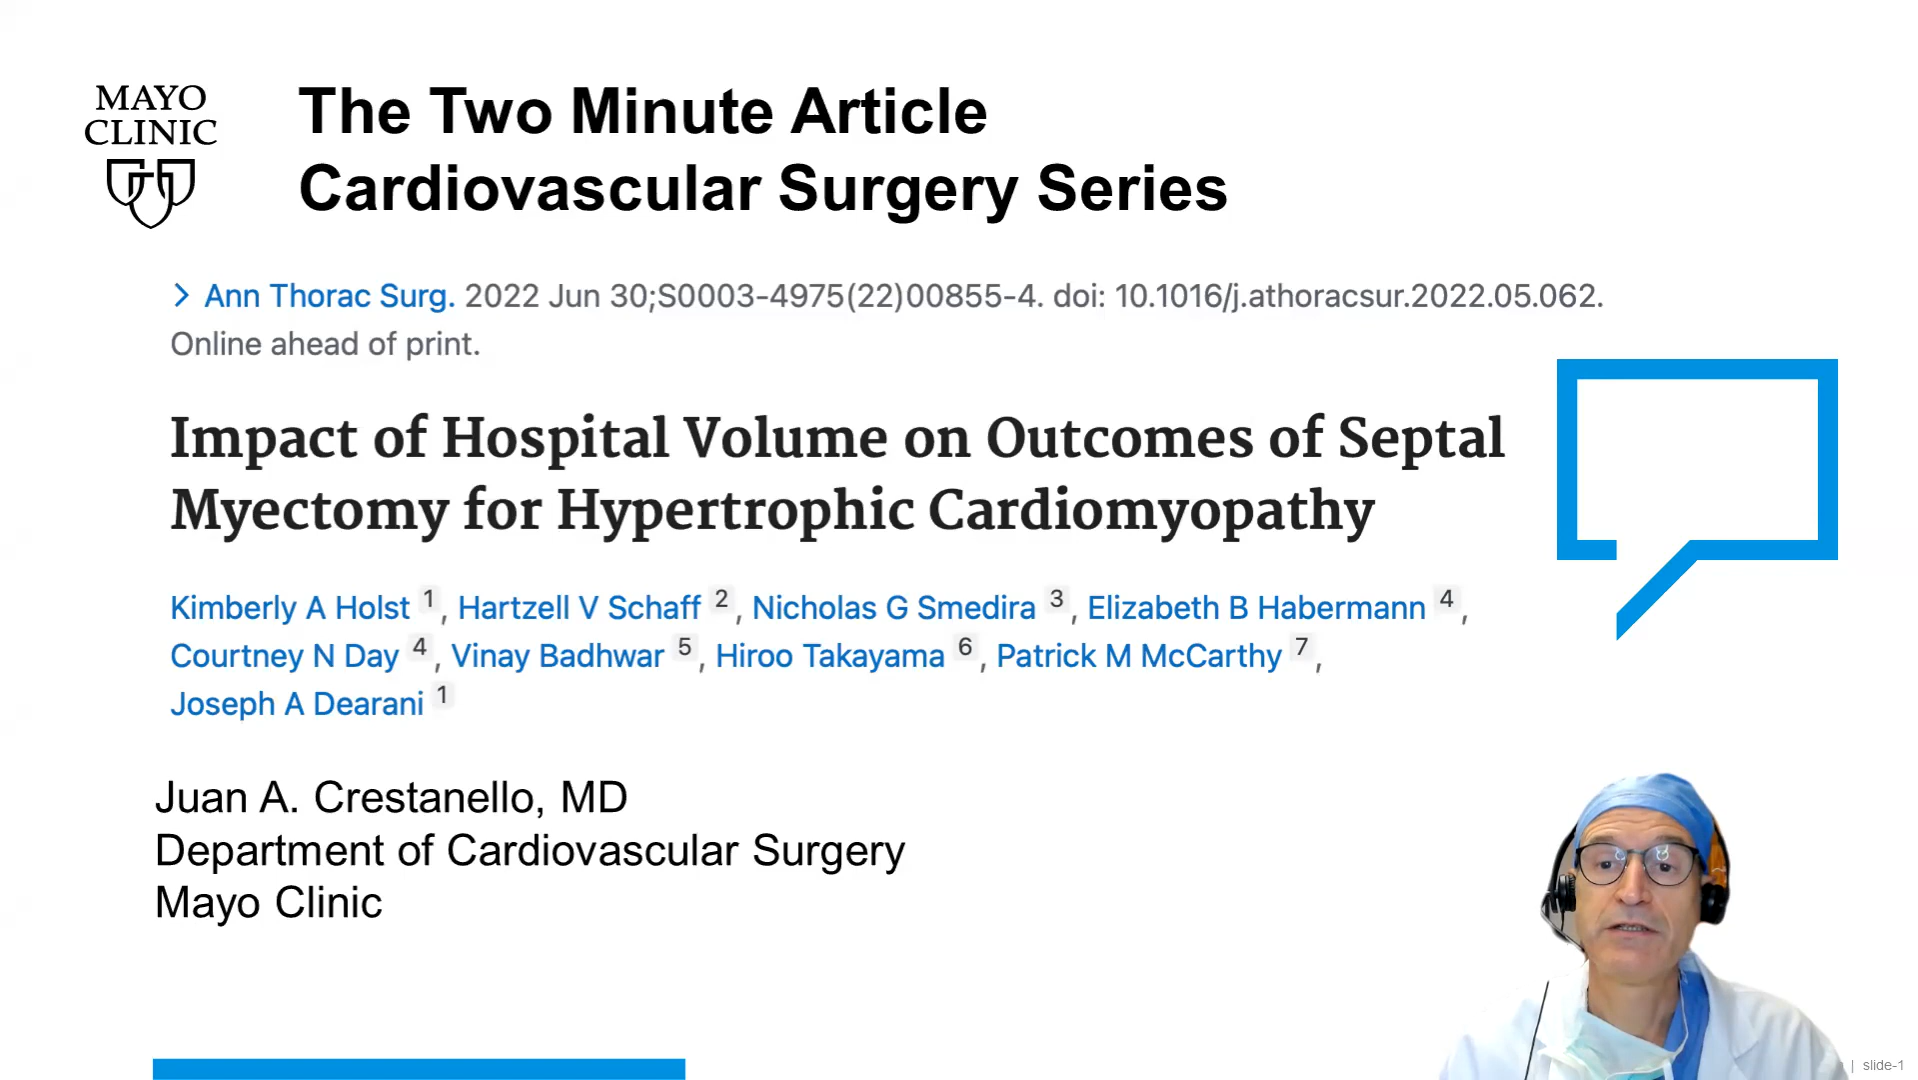 MAYO
CLINIC
The Two Minute Article
Cardiovascular Surgery Series
> Ann Thorac Surg. 2022 Jun 30;S0003-4975(22)00855-4. doi: 10.1016/j.athoracsur.2022.05.062.
Online ahead of print.
Impact of Hospital Volume on Outcomes of Septal
Myectomy for Hypertrophic Cardiomyopathy
Kimberly A Holst 1, Hartzell V Schaff 2, Nicholas G Smedira 3, Elizabeth B Habermann 4,
Courtney N Day 4, Vinay Badhwar 5, Hiroo Takayama 6, Patrick M McCarthy 7,
Joseph A Dearani 1
Juan A. Crestanello, MD
Department of Cardiovascular Surgery
Mayo Clinic
| slide-1